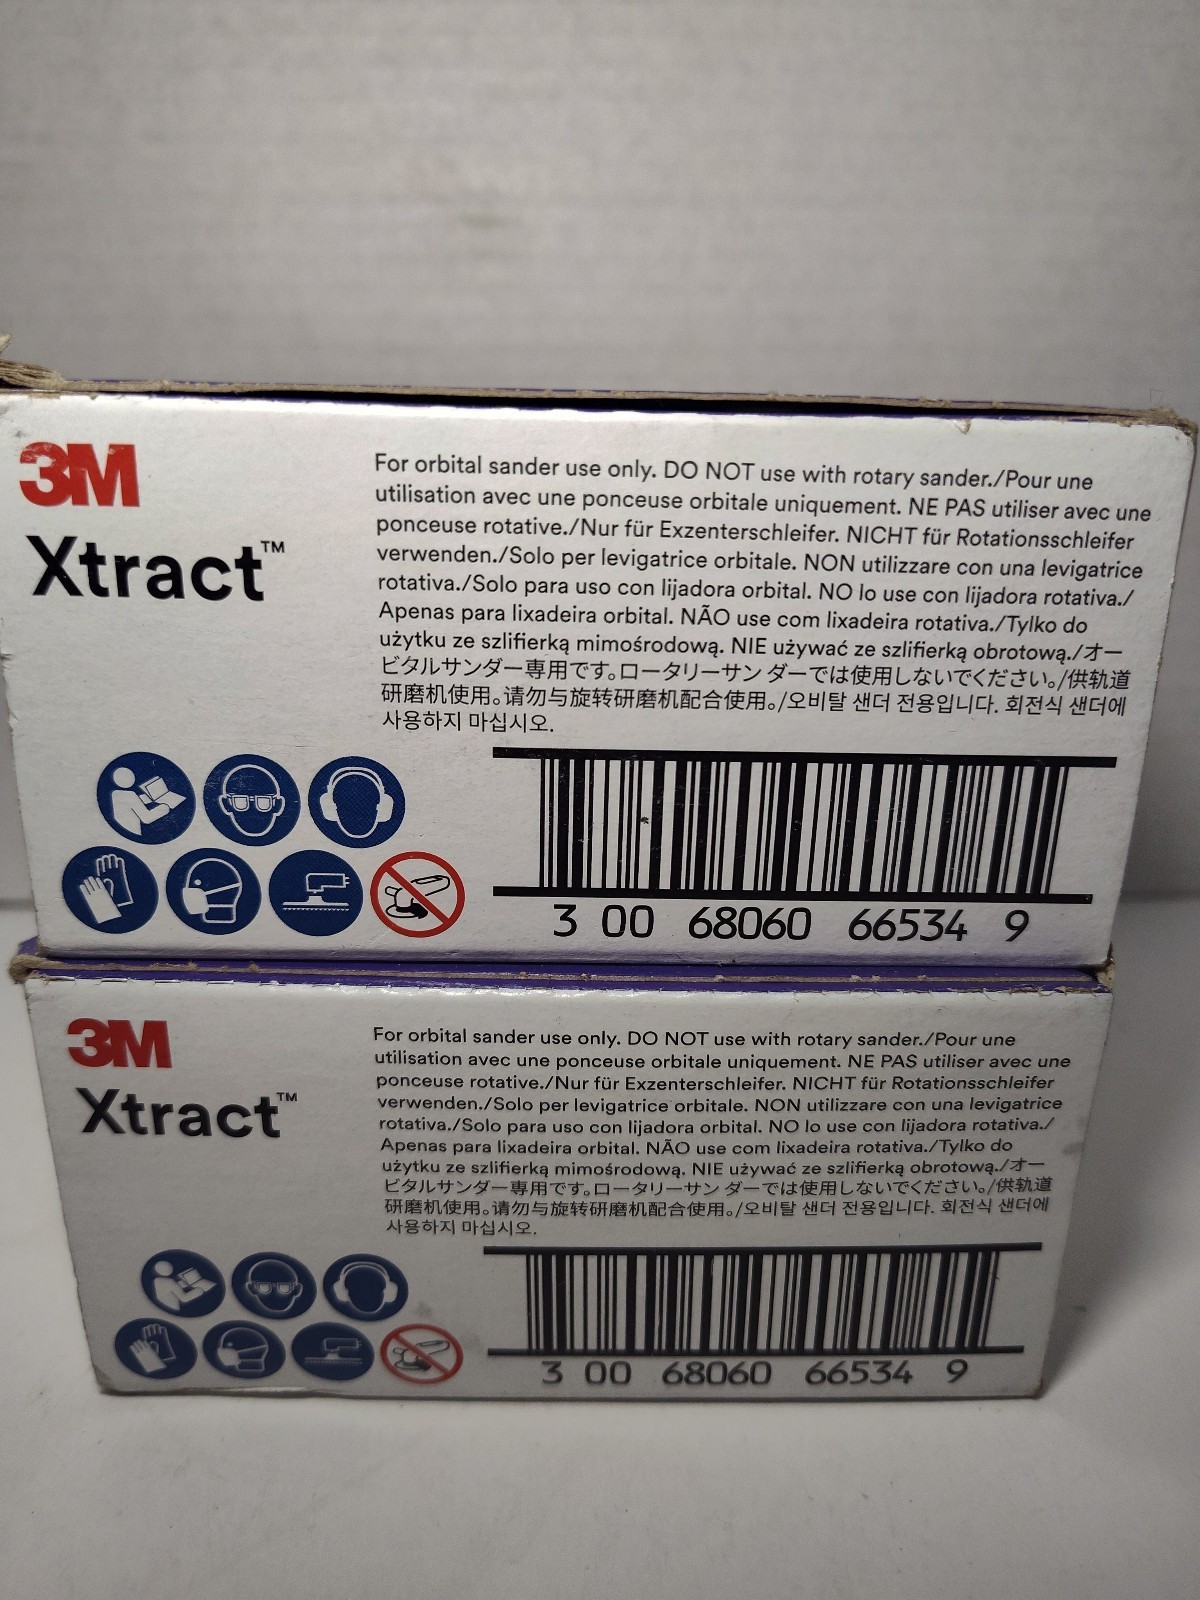 3M
Xtract™
For orbital sander use only. DO NOT use with rotary sander./Pour une
utilisation avec une ponceuse orbitale uniquement. NE PAS utiliser avec une
ponceuse rotative./Nur für Exzenterschleifer. NICHT für Rotationsschleifer
verwenden./Solo per levigatrice orbitale. NON utilizzare con una levigatrice
rotativa./Solo para uso con lijadora orbital. NO lo use con lijadora rotativa./
Apenas para lixadeira orbital. NÃO use com lixadeira rotativa./Tylko do
użytku ze szlifierką mimośrodową. NIE używać ze szlifierką obrotową./オー
ビタルサンダー専用です。ロータリーサン ダーでは使用しないでください。/供轨道
研磨机使用。请勿与旋转研磨机配合使用。/오비탈 샌더 전용입니다. 회전식 샌더에
사용하지 마십시오.
3 00 68060 66534 9
3M
Xtract™
For orbital sander use only. DO NOT use with rotary sander./Pour une
utilisation avec une ponceuse orbitale uniquement. NE PAS utiliser avec une
ponceuse rotative./Nur für Exzenterschleifer. NICHT für Rotationsschleifer
verwenden./Solo per levigatrice orbitale. NON utilizzare con una levigatrice
rotativa./Solo para uso con lijadora orbital. NO lo use con lijadora rotativa./
Apenas para lixadeira orbital. NÃO use com lixadeira rotativa./Tylko do
użytku ze szlifierką mimośrodową. NIE używać ze szlifierką obrotową./オー
ビタルサンダー専用です。ロータリーサン ダーでは使用しないでください。/供轨道
研磨机使用。请勿与旋转研磨机配合使用。/오비탈 샌더 전용입니다. 회전식 샌더에
사용하지 마십시오.
3 00 68060 66534 9